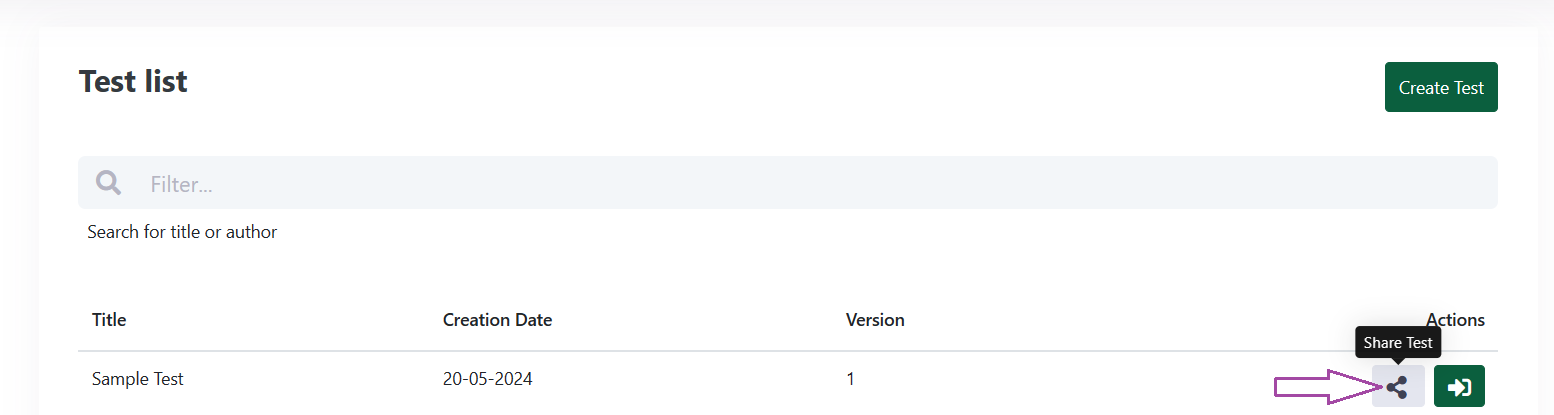 Test list
Create Test
Filter...
Search for title or author
Title Creation Date Version Actions
Share Test
Sample Test 20-05-2024 1